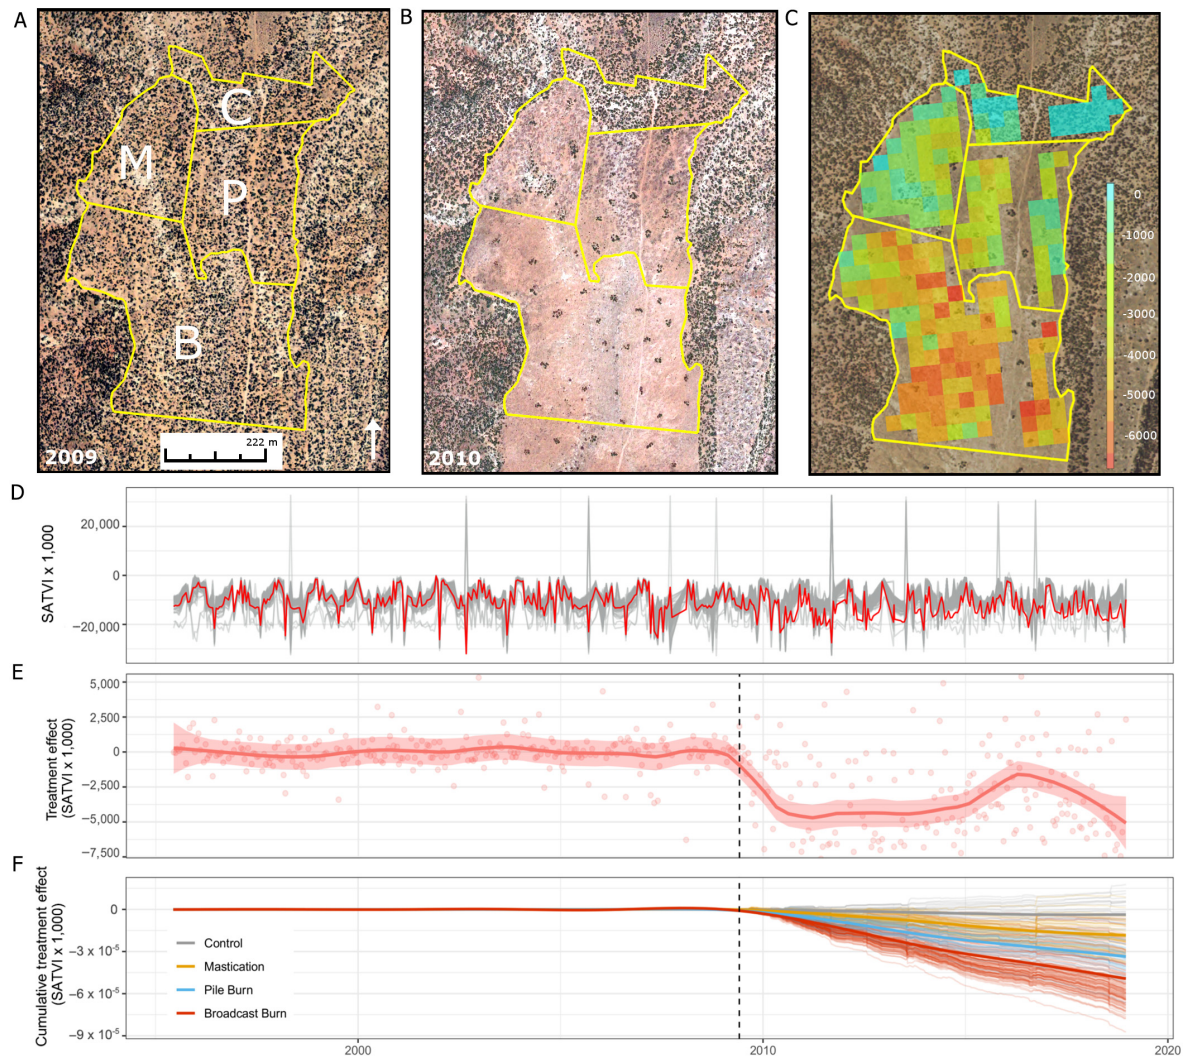 A
B
C
C
M
P
B
222 m
2009
2010
0
-1000
-2000
-3000
-4000
-5000
-6000
D
SATVI x 1,000
20,000
0
−20,000
E
Treatment effect
(SATVI x 1,000)
5,000
2,500
0
−2,500
−5,000
−7,500
F
Cumulative treatment effect
(SATVI x 1,000)
0
−3 x 10⁻⁵
−6 x 10⁻⁵
−9 x 10⁻⁵
Control
Mastication
Pile Burn
Broadcast Burn
2000
2010
2020